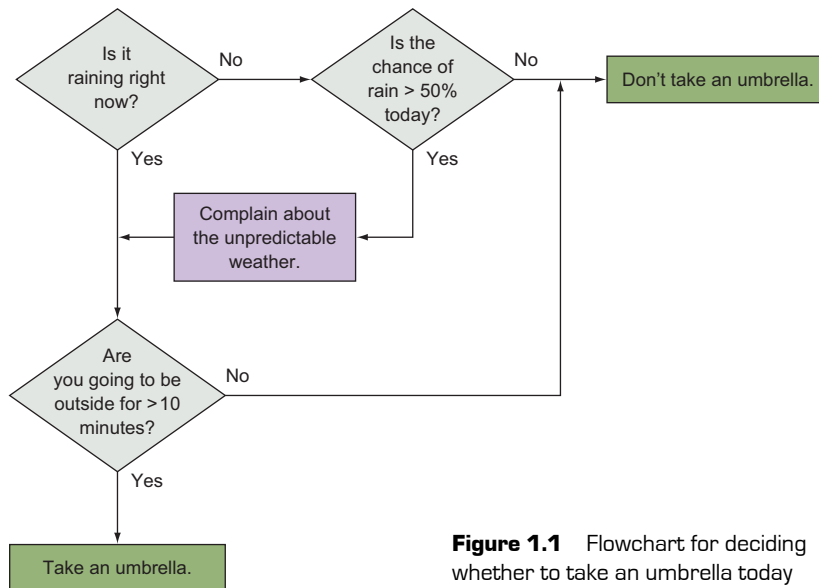 Is it
raining right
now?
No
Is the
chance of
rain > 50%
today?
No
Don't take an umbrella.
Yes
Yes
Complain about
the unpredictable
weather.
Are
you going to be
outside for >10
minutes?
No
Yes
Take an umbrella.
Figure 1.1 Flowchart for deciding
whether to take an umbrella today